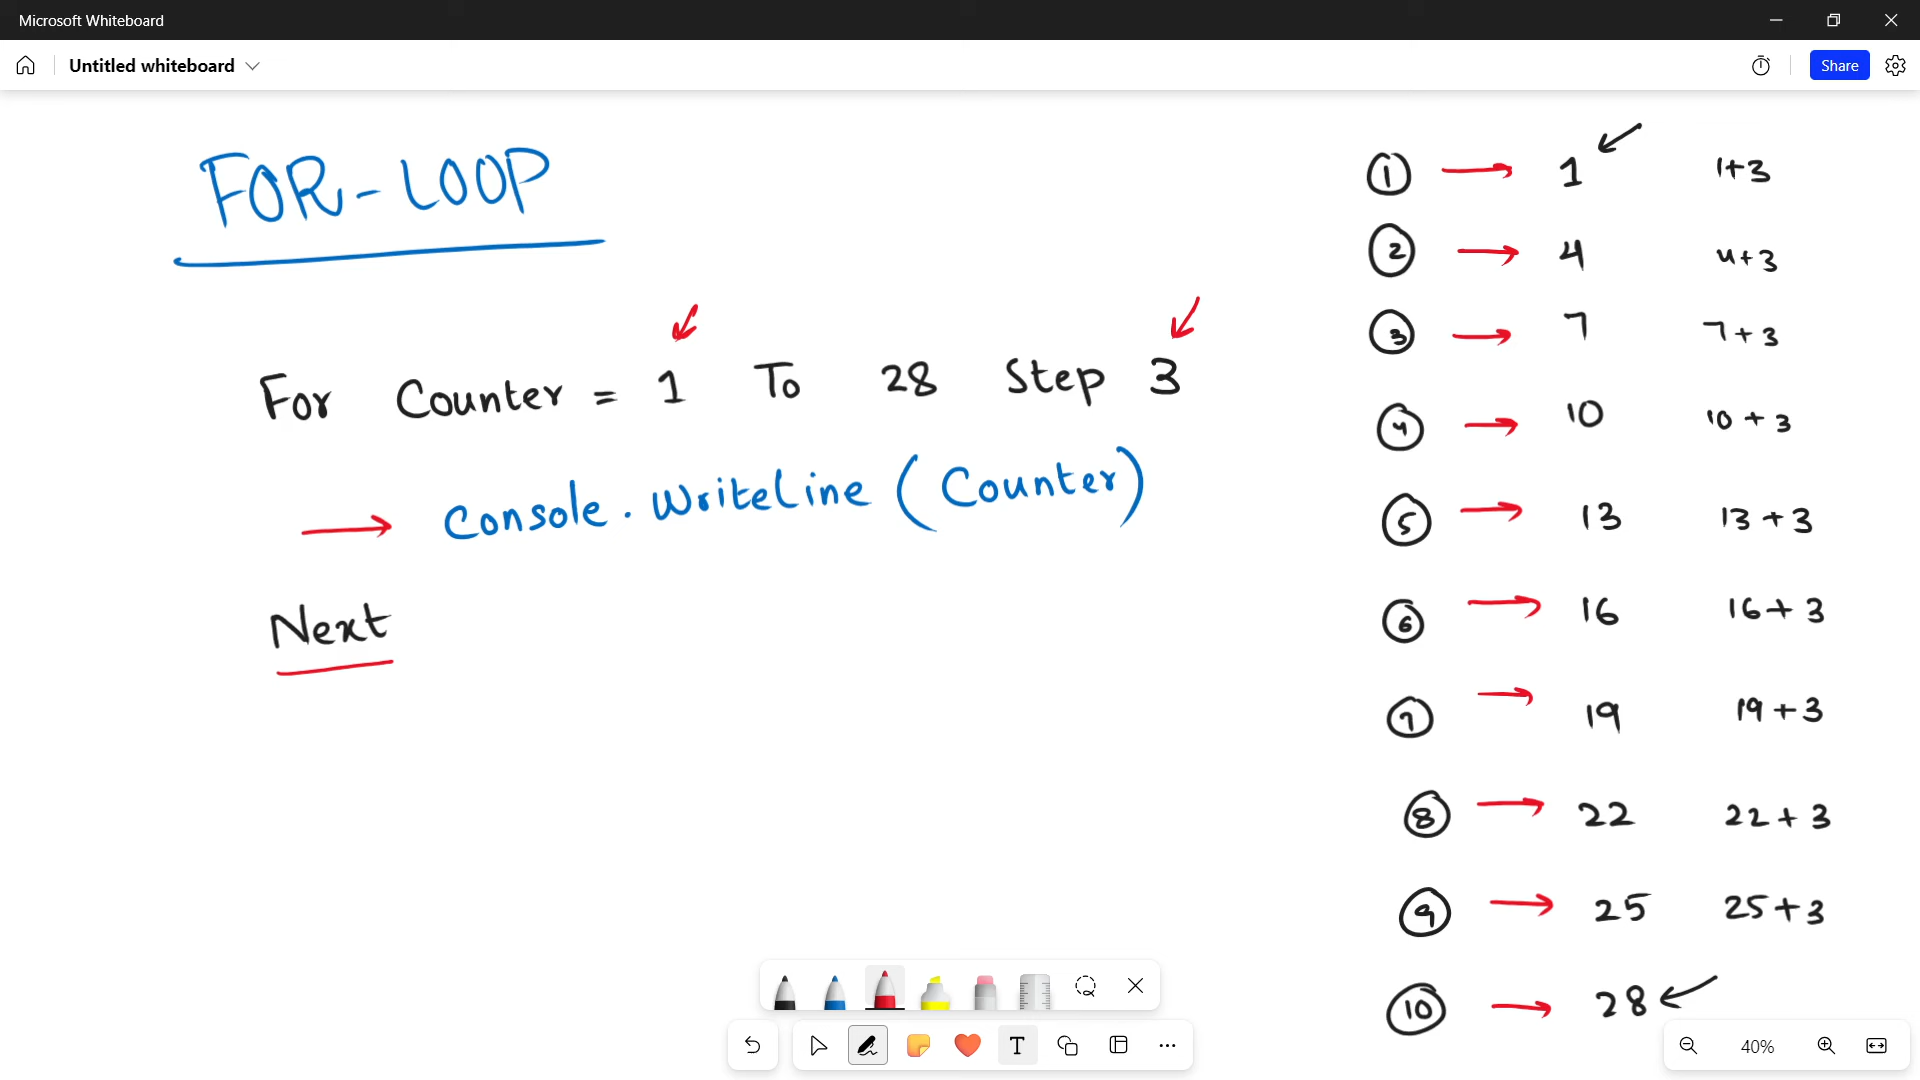 Microsoft Whiteboard
Untitled whiteboard
Share
FOR-LOOP
For Counter = 1 To 28 Step 3
Console.WriteLine (Counter)
Next
1 1 1+3
2 4 4+3
3 7 7+3
4 10 10+3
5 13 13+3
6 16 16+3
7 19 19+3
8 22 22+3
9 25 25+3
10 28
40%